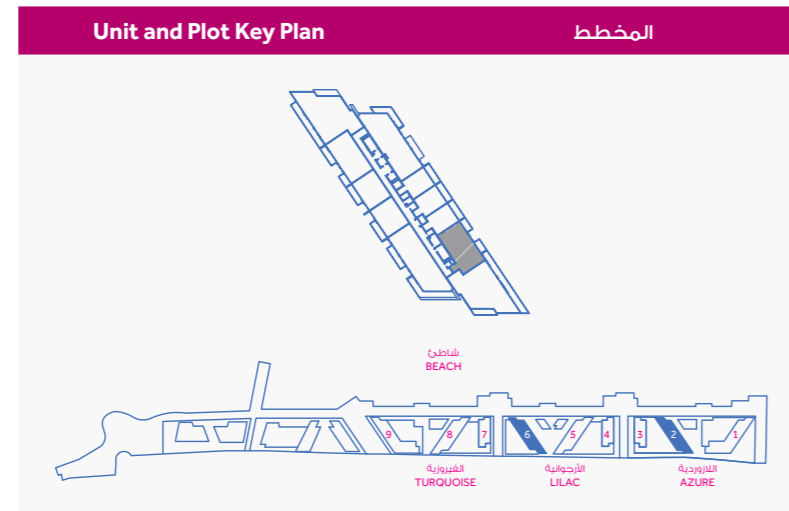 Unit and Plot Key Plan
المخطط
شاطئ
BEACH
9 8 7 6 5 4 3 2 1
الفيروزية
TURQUOISE
الأرجوانية
LILAC
اللازوردية
AZURE